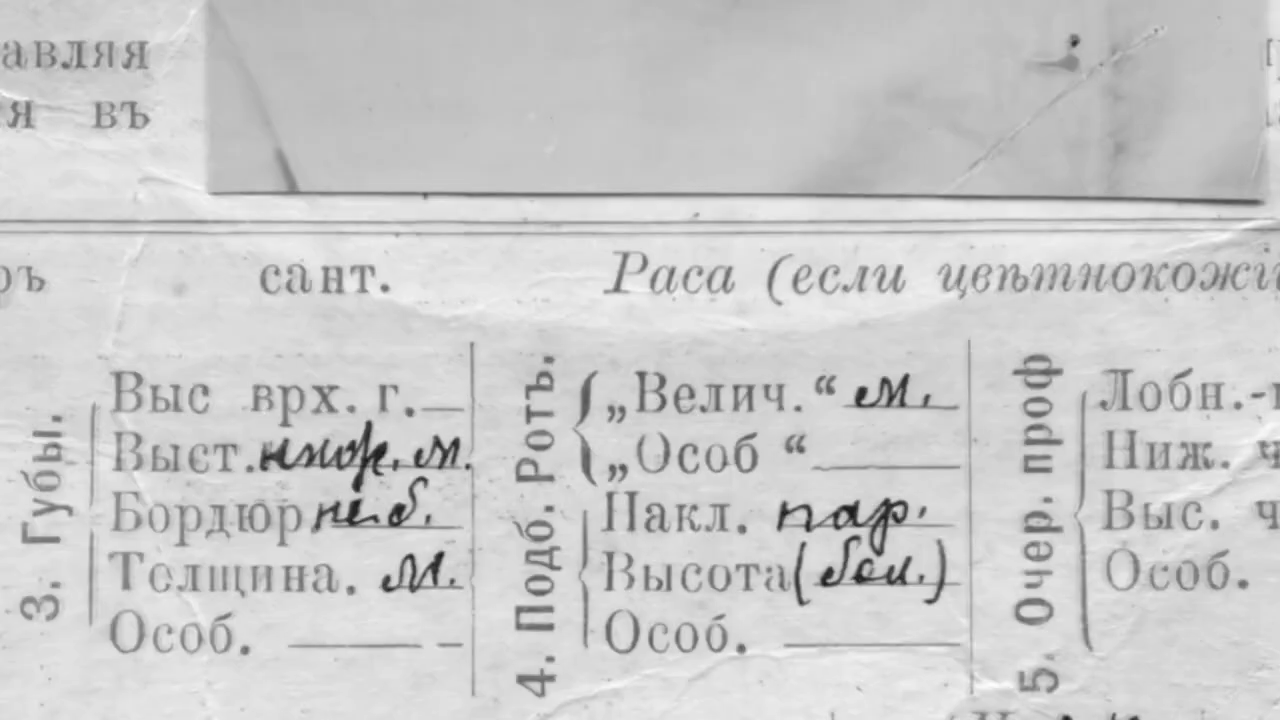 авляя
я въ
ръ сант. Раса (если цвѣтнокожі
3. Губы.
Выс врх. г.
Выст. нижн. м.
Бордюр не б.
Толщина. м.
Особ.
4. Подб. Ротъ.
„Велич.“ м.
„Особ“
Накл. пар.
Высота (бол.)
Особ.
5. Очер. проф
Лобн.-
Ниж. ч
Выс. ч
Особ.